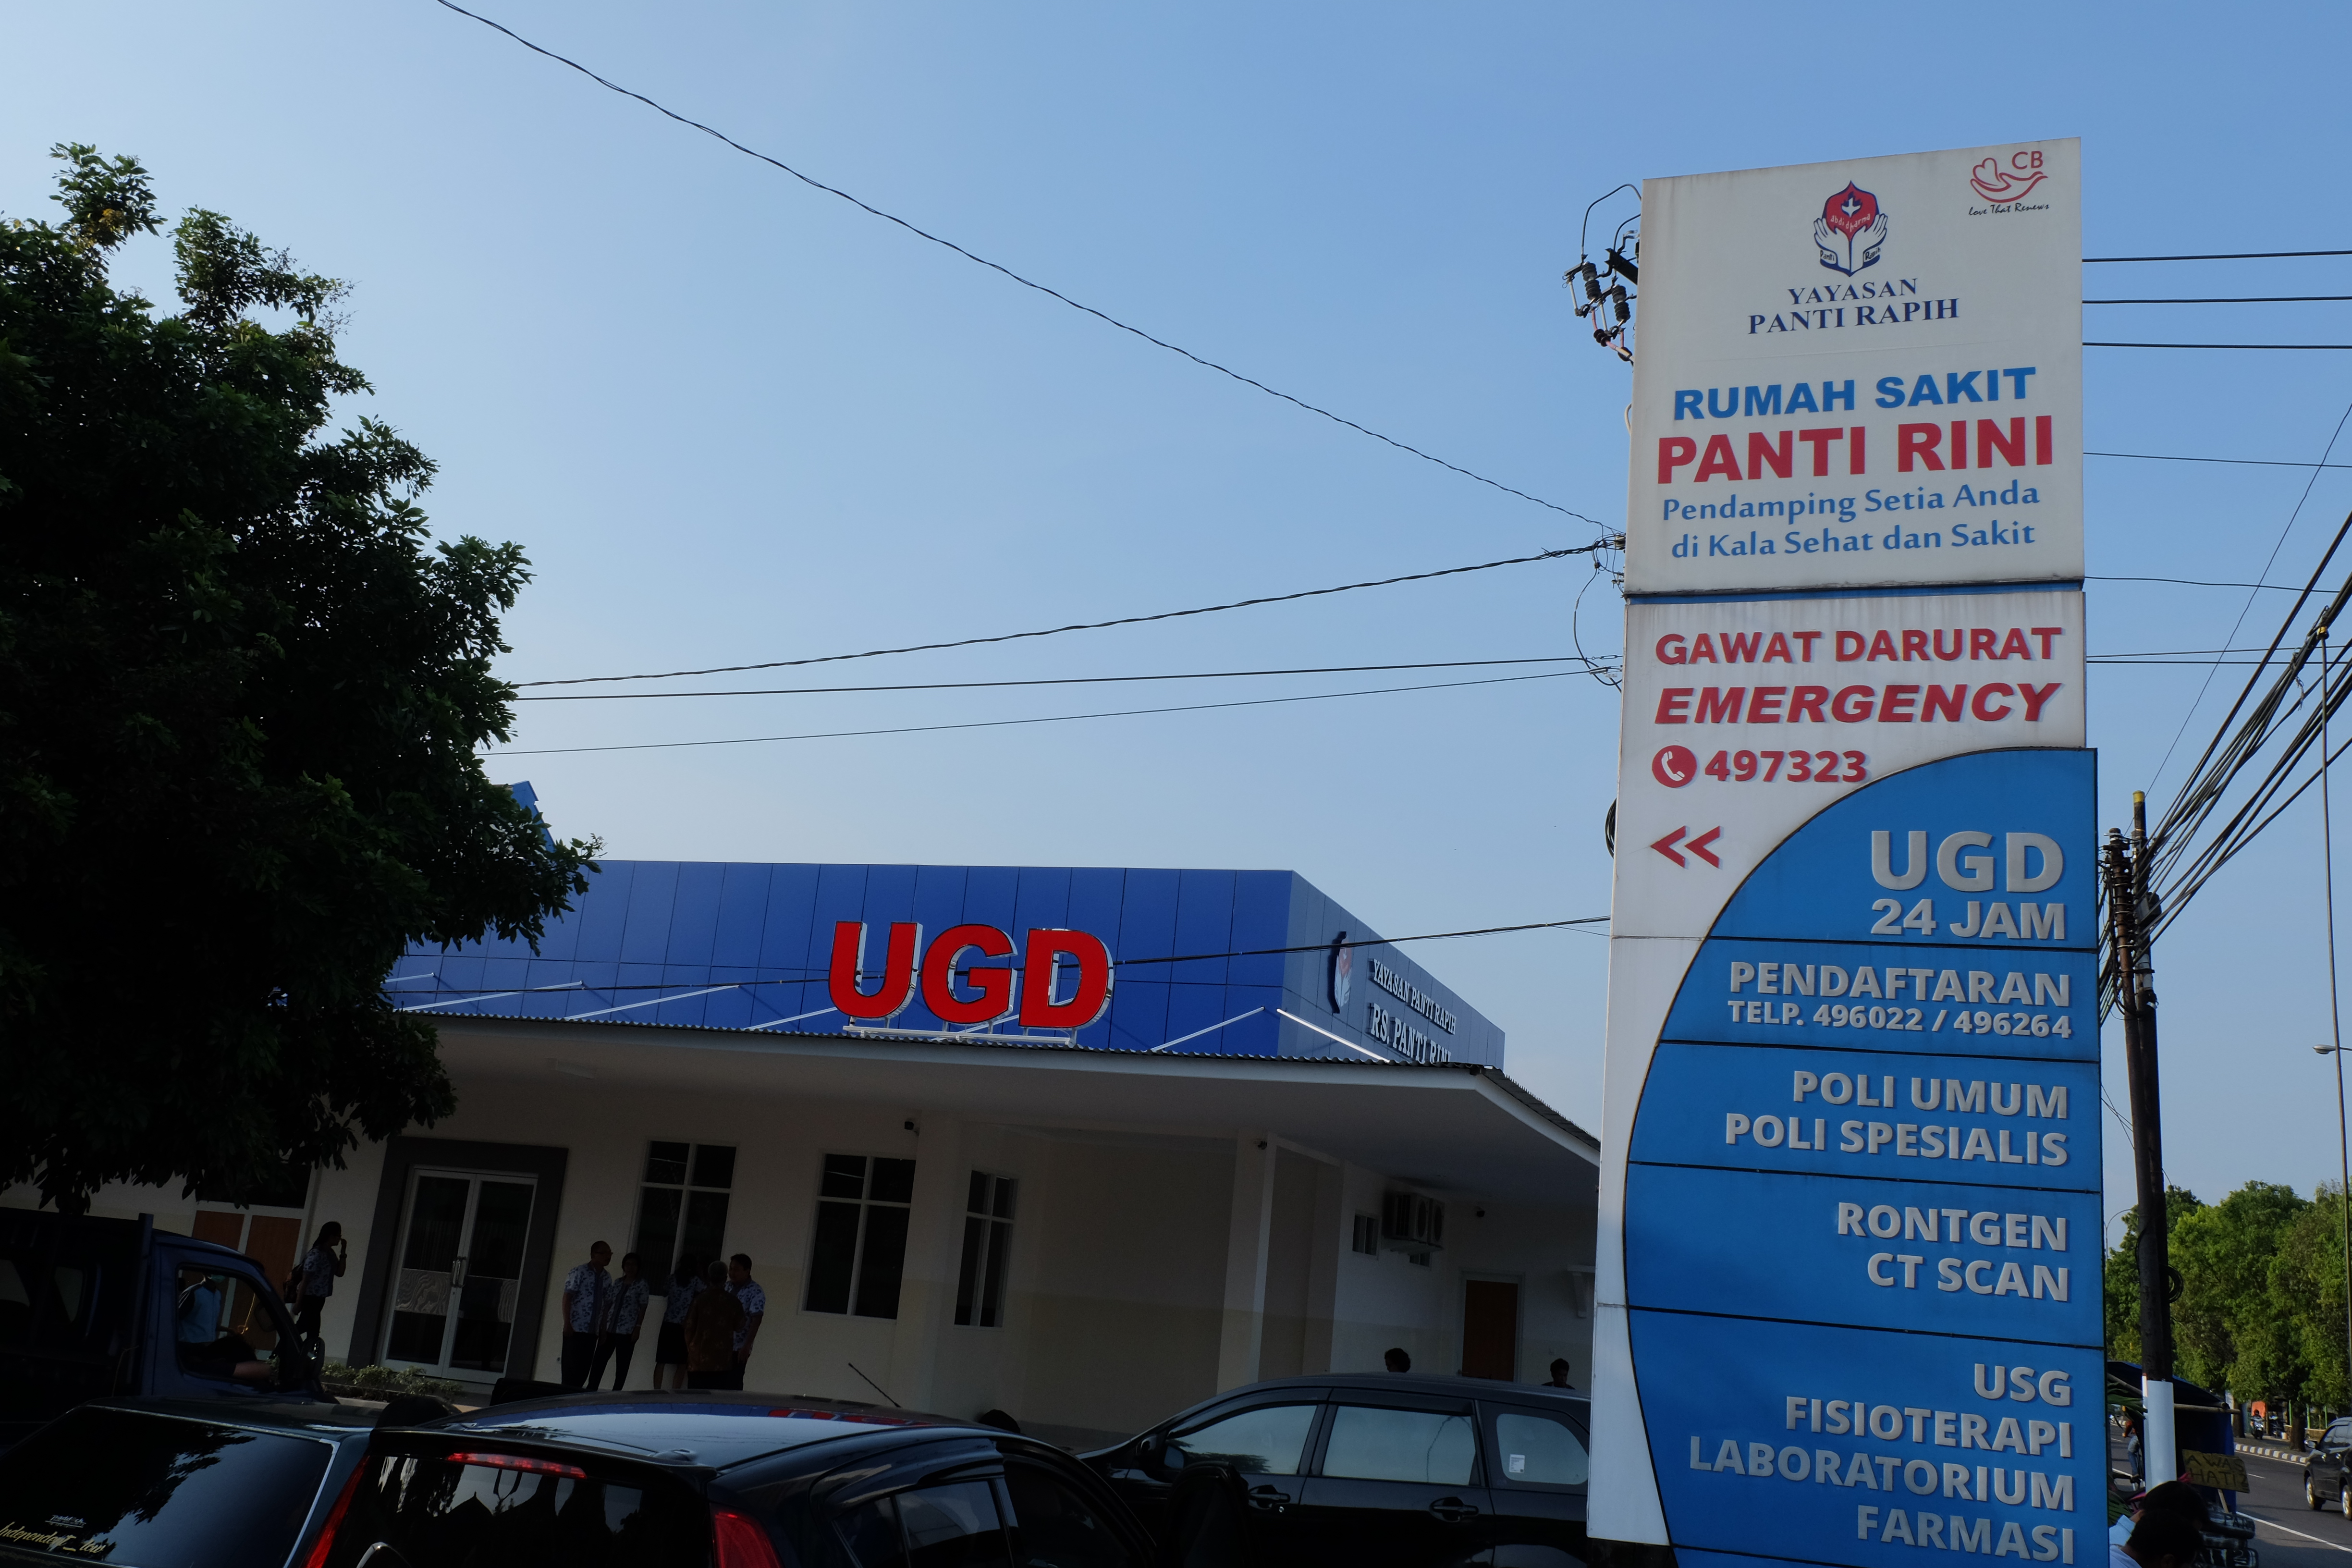 CB
Love That Renews
Panti Rapih
YAYASAN
PANTI RAPIH
RUMAH SAKIT
PANTI RINI
Pendamping Setia Anda
di Kala Sehat dan Sakit
GAWAT DARURAT
EMERGENCY
497323
<<
UGD
24 JAM
PENDAFTARAN
TELP. 496022 / 496264
POLI UMUM
POLI SPESIALIS
RONTGEN
CT SCAN
USG
FISIOTERAPI
LABORATORIUM
FARMASI
UGD
YAYASAN PANTI RAPIH
RS. PANTI RINI